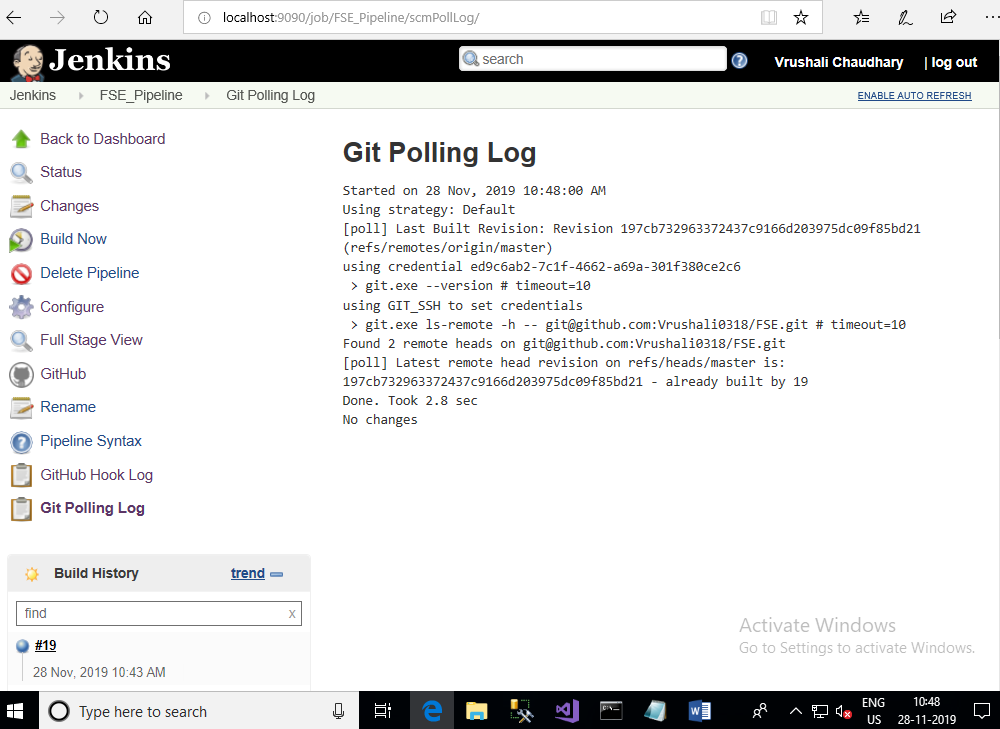 localhost:9090/job/FSE_Pipeline/scmPollLog/
Jenkins
search
Vrushali Chaudhary
| log out
Jenkins
FSE_Pipeline
Git Polling Log
ENABLE AUTO REFRESH
Back to Dashboard
Status
Changes
Build Now
Delete Pipeline
Configure
Full Stage View
GitHub
Rename
Pipeline Syntax
GitHub Hook Log
Git Polling Log
Build History
trend
find
x
#19
28 Nov, 2019 10:43 AM
Git Polling Log
Started on 28 Nov, 2019 10:48:00 AM
Using strategy: Default
[poll] Last Built Revision: Revision 197cb732963372437c9166d203975dc09f85bd21
(refs/remotes/origin/master)
using credential ed9c6ab2-7c1f-4662-a69a-301f380ce2c6
> git.exe --version # timeout=10
using GIT_SSH to set credentials
> git.exe ls-remote -h -- git@github.com:Vrushali0318/FSE.git # timeout=10
Found 2 remote heads on git@github.com:Vrushali0318/FSE.git
[poll] Latest remote head revision on refs/heads/master is:
197cb732963372437c9166d203975dc09f85bd21 - already built by 19
Done. Took 2.8 sec
No changes
Activate Windows
Go to Settings to activate Windows.
Type here to search
ENG
US
10:48
28-11-2019